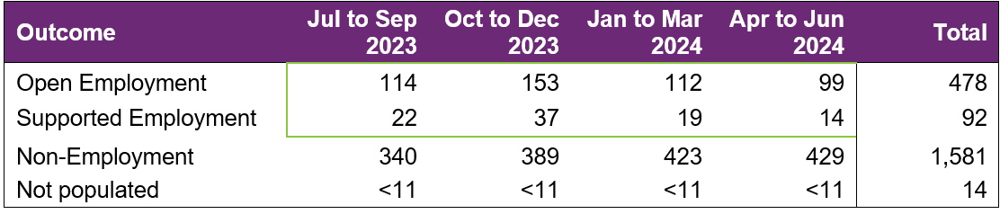 Outcome Jul to Sep 2023 Oct to Dec 2023 Jan to Mar 2024 Apr to Jun 2024 Total
Open Employment 114 153 112 99 478
Supported Employment 22 37 19 14 92
Non-Employment 340 389 423 429 1,581
Not populated <11 <11 <11 <11 14